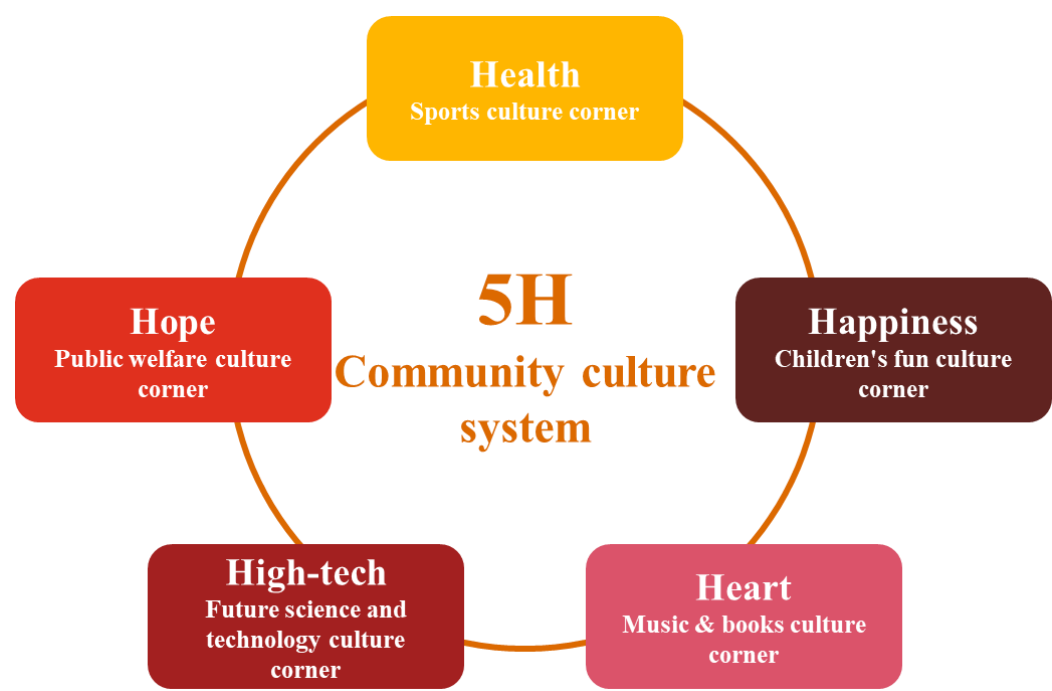 Health
Sports culture corner
5H
Community culture
system
Hope
Public welfare culture
corner
Happiness
Children's fun culture
corner
High-tech
Future science and
technology culture
corner
Heart
Music & books culture
corner